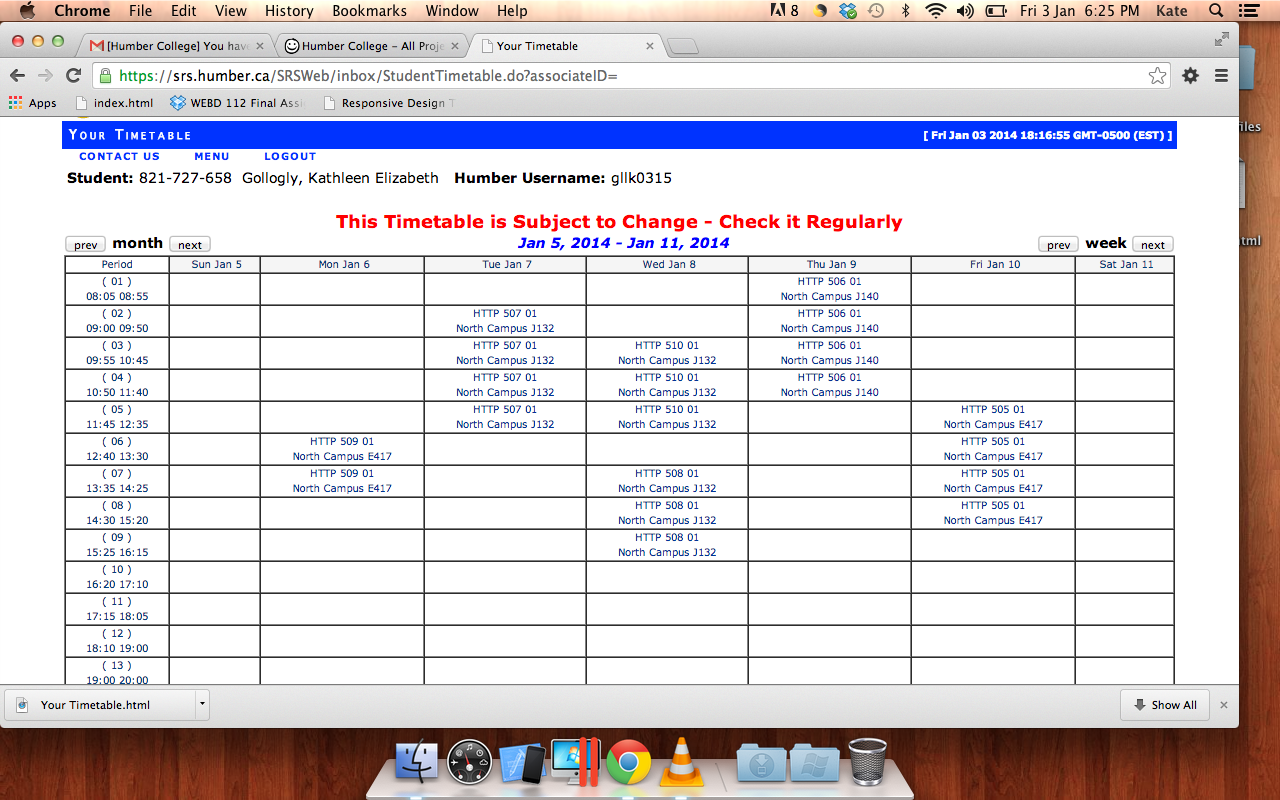 Chrome File Edit View History Bookmarks Window Help 8 Fri 3 Jan 6:25 PM Kate
[Humber College] You have Humber College – All Proje Your Timetable
https://srs.humber.ca/SRSWeb/inbox/StudentTimetable.do?associateID=
Apps index.html WEBD 112 Final Assi Responsive Design T
YOUR TIMETABLE [ Fri Jan 03 2014 18:16:55 GMT-0500 (EST) ]
CONTACT US MENU LOGOUT
Student: 821-727-658 Gollogly, Kathleen Elizabeth Humber Username: gllk0315
This Timetable is Subject to Change - Check it Regularly
prev month next Jan 5, 2014 - Jan 11, 2014 prev week next
Period Sun Jan 5 Mon Jan 6 Tue Jan 7 Wed Jan 8 Thu Jan 9 Fri Jan 10 Sat Jan 11
( 01 ) HTTP 506 01
08:05 08:55 North Campus J140
( 02 ) HTTP 507 01 HTTP 506 01
09:00 09:50 North Campus J132 North Campus J140
( 03 ) HTTP 507 01 HTTP 510 01 HTTP 506 01
09:55 10:45 North Campus J132 North Campus J132 North Campus J140
( 04 ) HTTP 507 01 HTTP 510 01 HTTP 506 01
10:50 11:40 North Campus J132 North Campus J132 North Campus J140
( 05 ) HTTP 507 01 HTTP 510 01 HTTP 505 01
11:45 12:35 North Campus J132 North Campus J132 North Campus E417
( 06 ) HTTP 509 01 HTTP 505 01
12:40 13:30 North Campus E417 North Campus E417
( 07 ) HTTP 509 01 HTTP 508 01 HTTP 505 01
13:35 14:25 North Campus E417 North Campus J132 North Campus E417
( 08 ) HTTP 508 01 HTTP 505 01
14:30 15:20 North Campus J132 North Campus E417
( 09 ) HTTP 508 01
15:25 16:15 North Campus J132
( 10 )
16:20 17:10
( 11 )
17:15 18:05
( 12 )
18:10 19:00
( 13 )
19:00 20:00
Your Timetable.html Show All